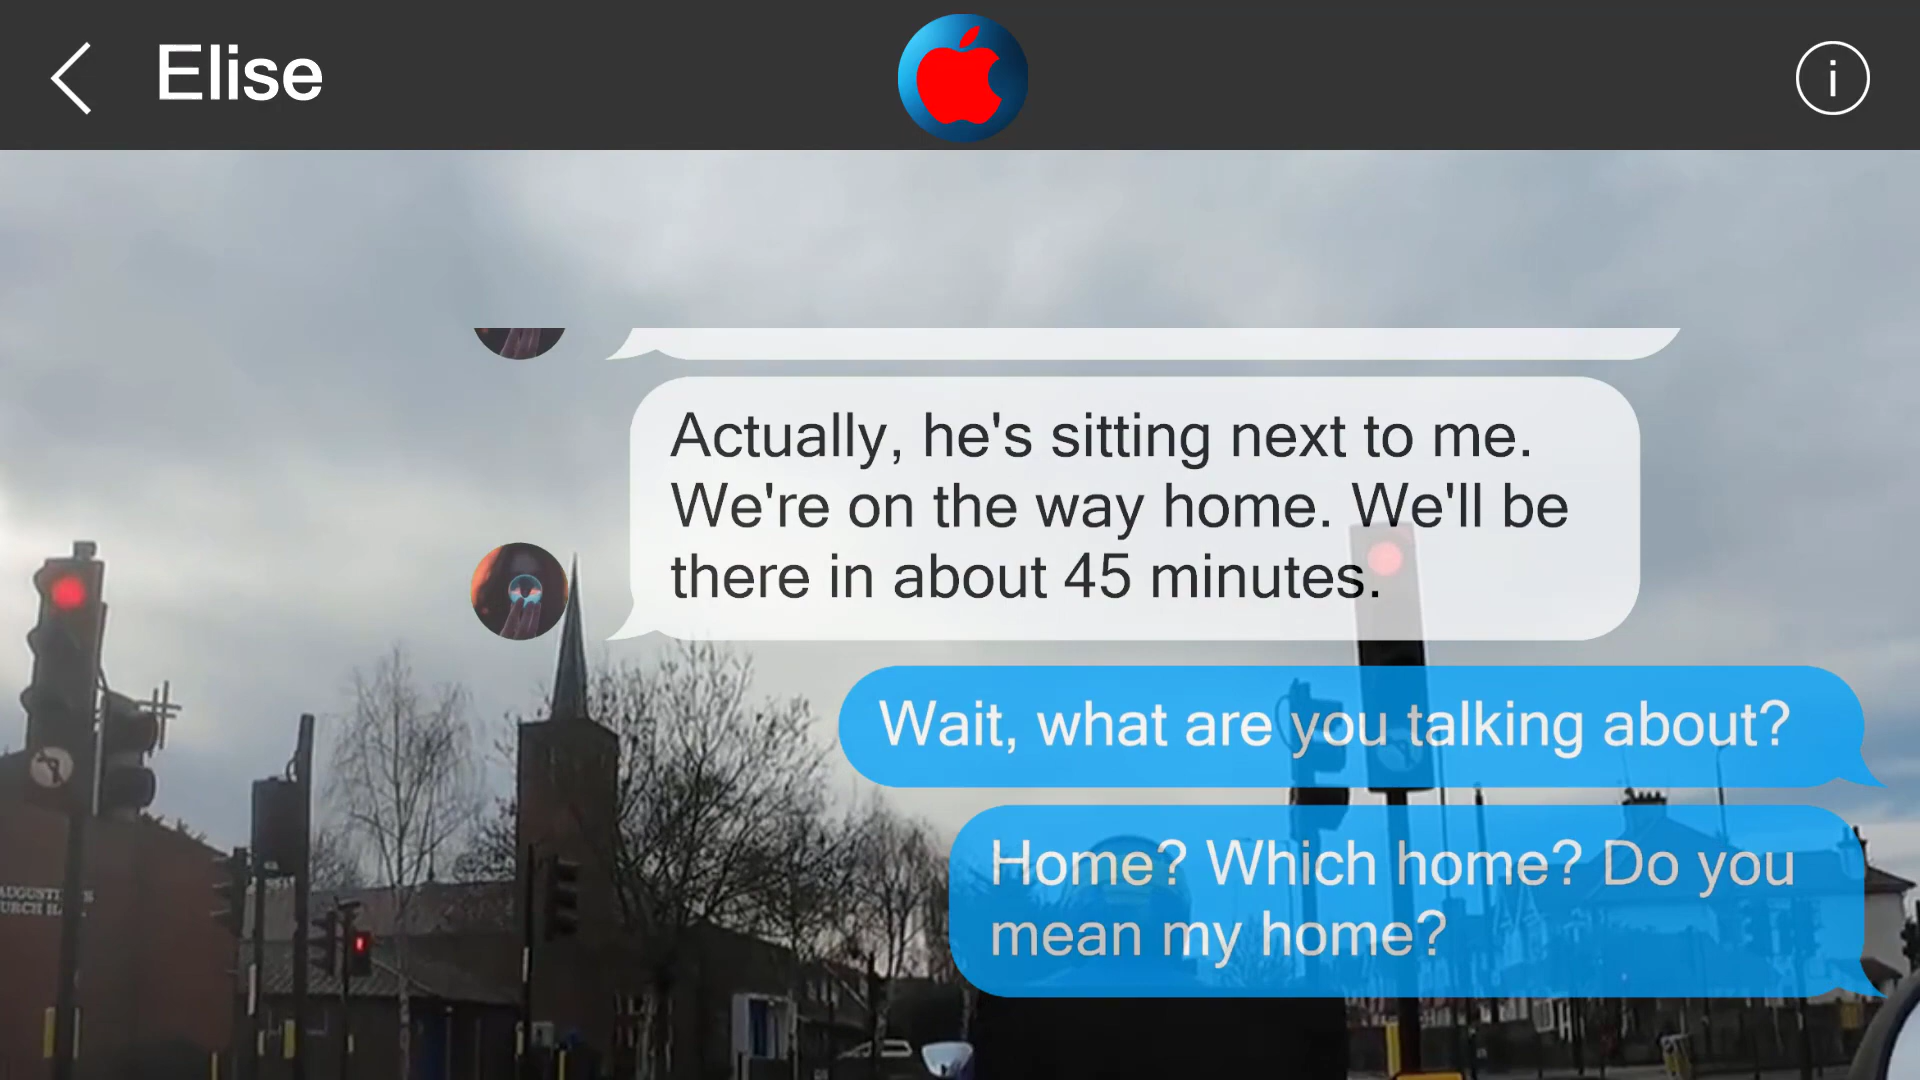 Elise
Actually, he's sitting next to me.
We're on the way home. We'll be
there in about 45 minutes.
Wait, what are you talking about?
Home? Which home? Do you
mean my home?